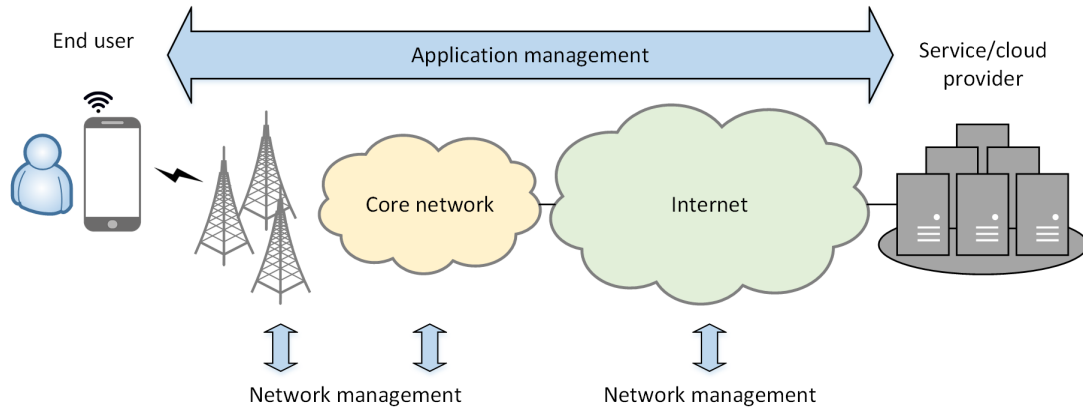 End user
Application management
Service/cloud
provider
Core network
Internet
Network management
Network management